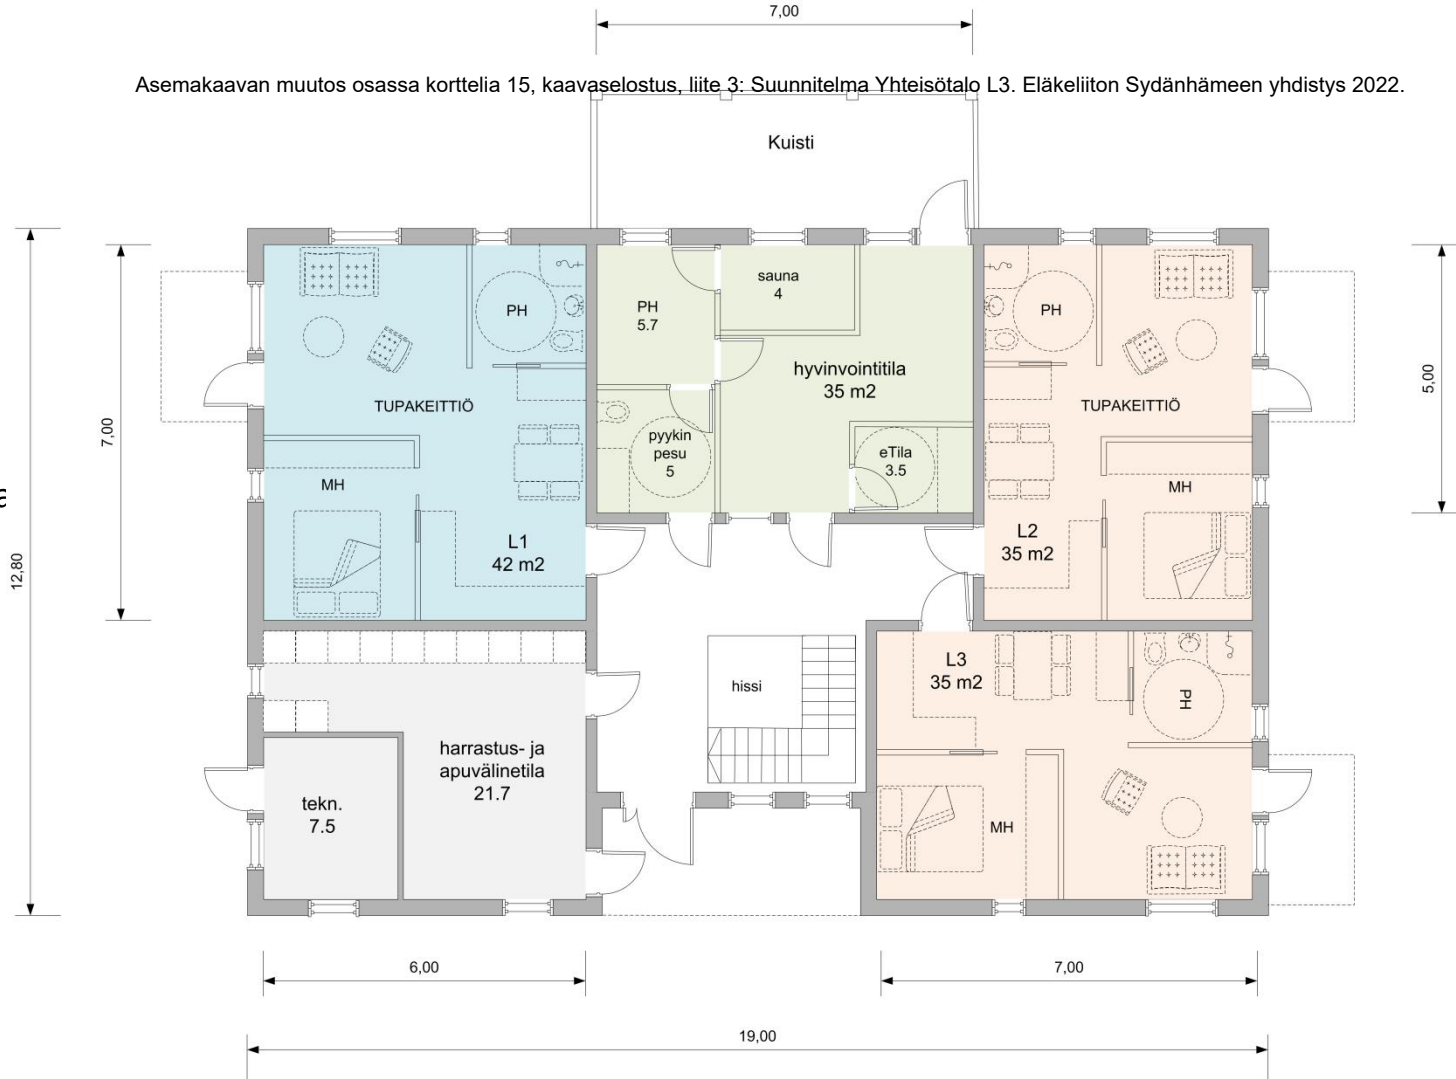 7,00
Asemakaavan muutos osassa korttelia 15, kaavaselostus, liite 3: Suunnitelma Yhteisötalo L3. Eläkeliiton Sydänhämeen yhdistys 2022.
Kuisti
sauna
4
PH
PH
5.7
PH
hyvinvointitila
35 m2
5,00
TUPAKEITTIÖ
TUPAKEITTIÖ
7,00
pyykin
pesu
5
eTila
3.5
MH
MH
L1
42 m2
L2
35 m2
12,80
L3
35 m2
hissi
PH
harrastus- ja
apuvälinetila
21.7
tekn.
7.5
MH
6,00
7,00
19,00